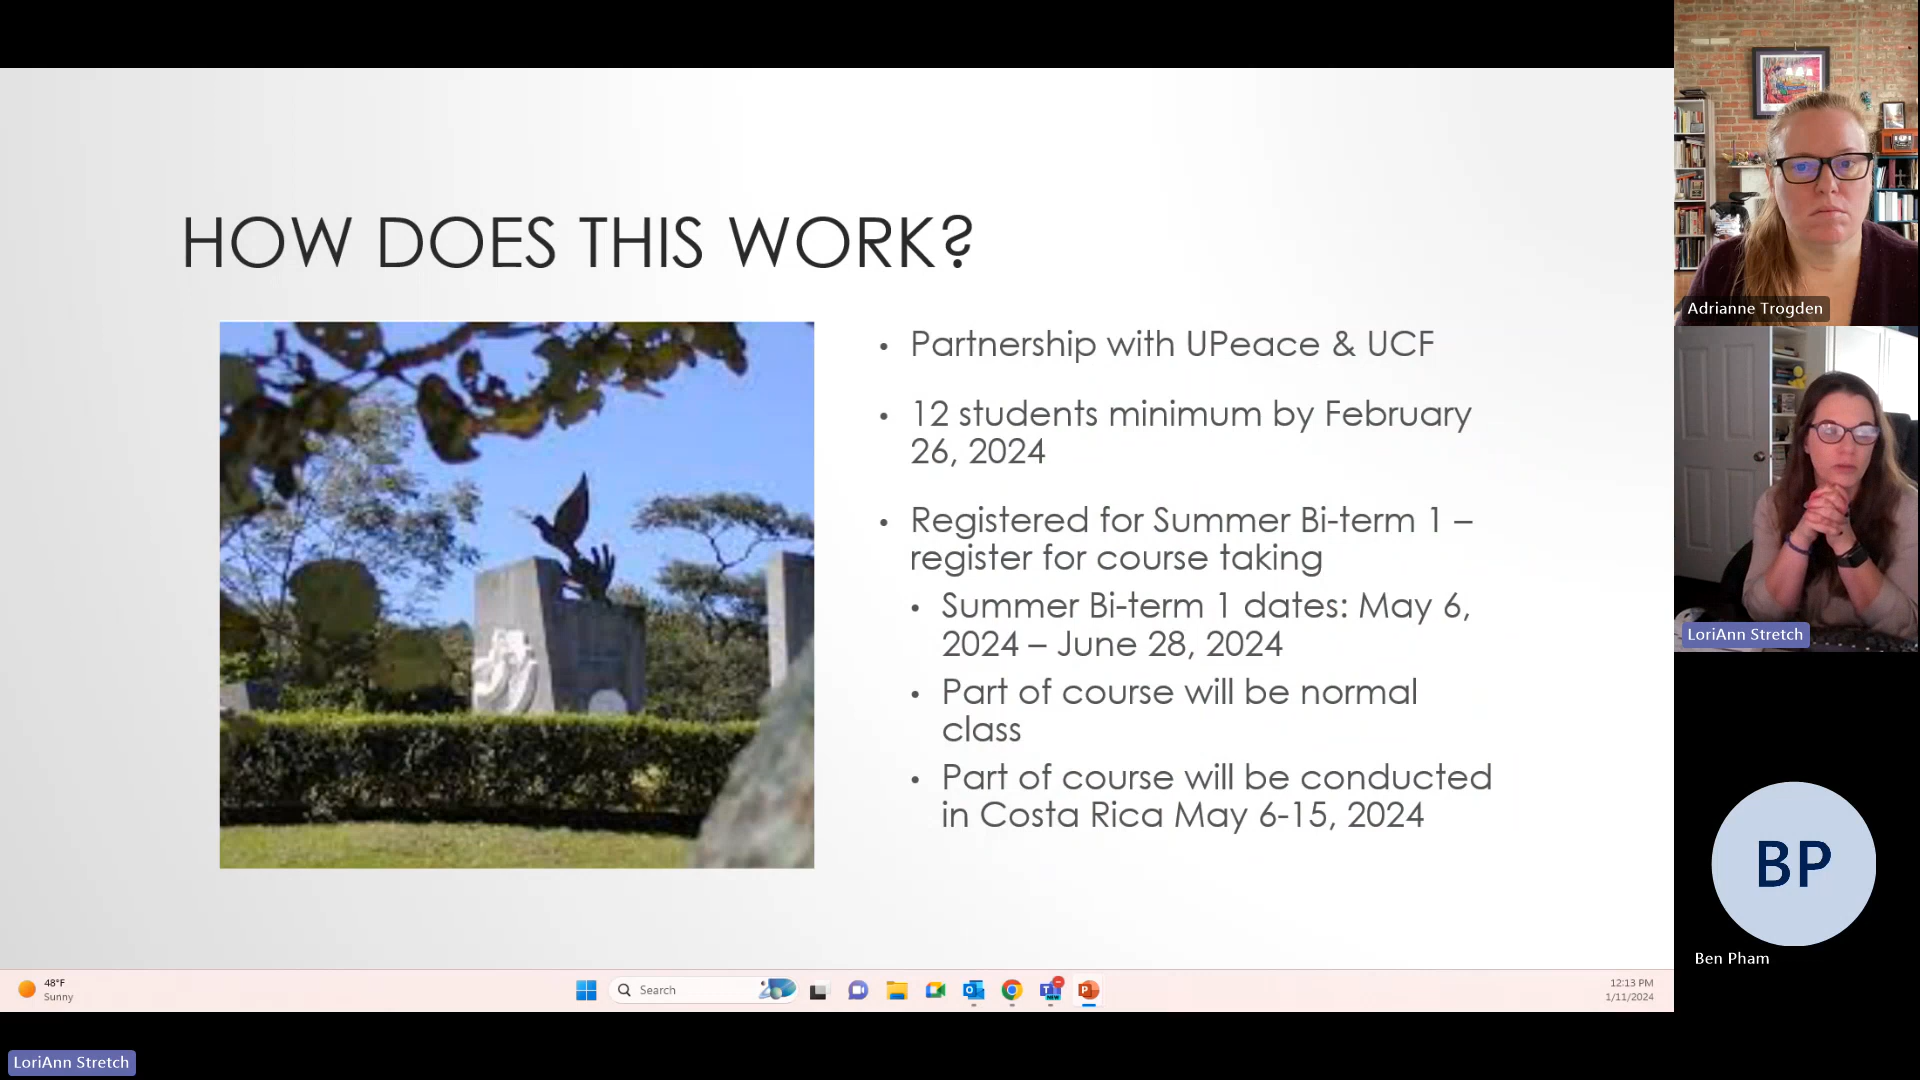 HOW DOES THIS WORK?
• Partnership with UPeace & UCF
• 12 students minimum by February
26, 2024
• Registered for Summer Bi-term 1 –
register for course taking
• Summer Bi-term 1 dates: May 6,
2024 – June 28, 2024
• Part of course will be normal
class
• Part of course will be conducted
in Costa Rica May 6-15, 2024
Adrianne Trogden
LoriAnn Stretch
BP
Ben Pham
48°F
Sunny
Search
12:13 PM
1/11/2024
LoriAnn Stretch